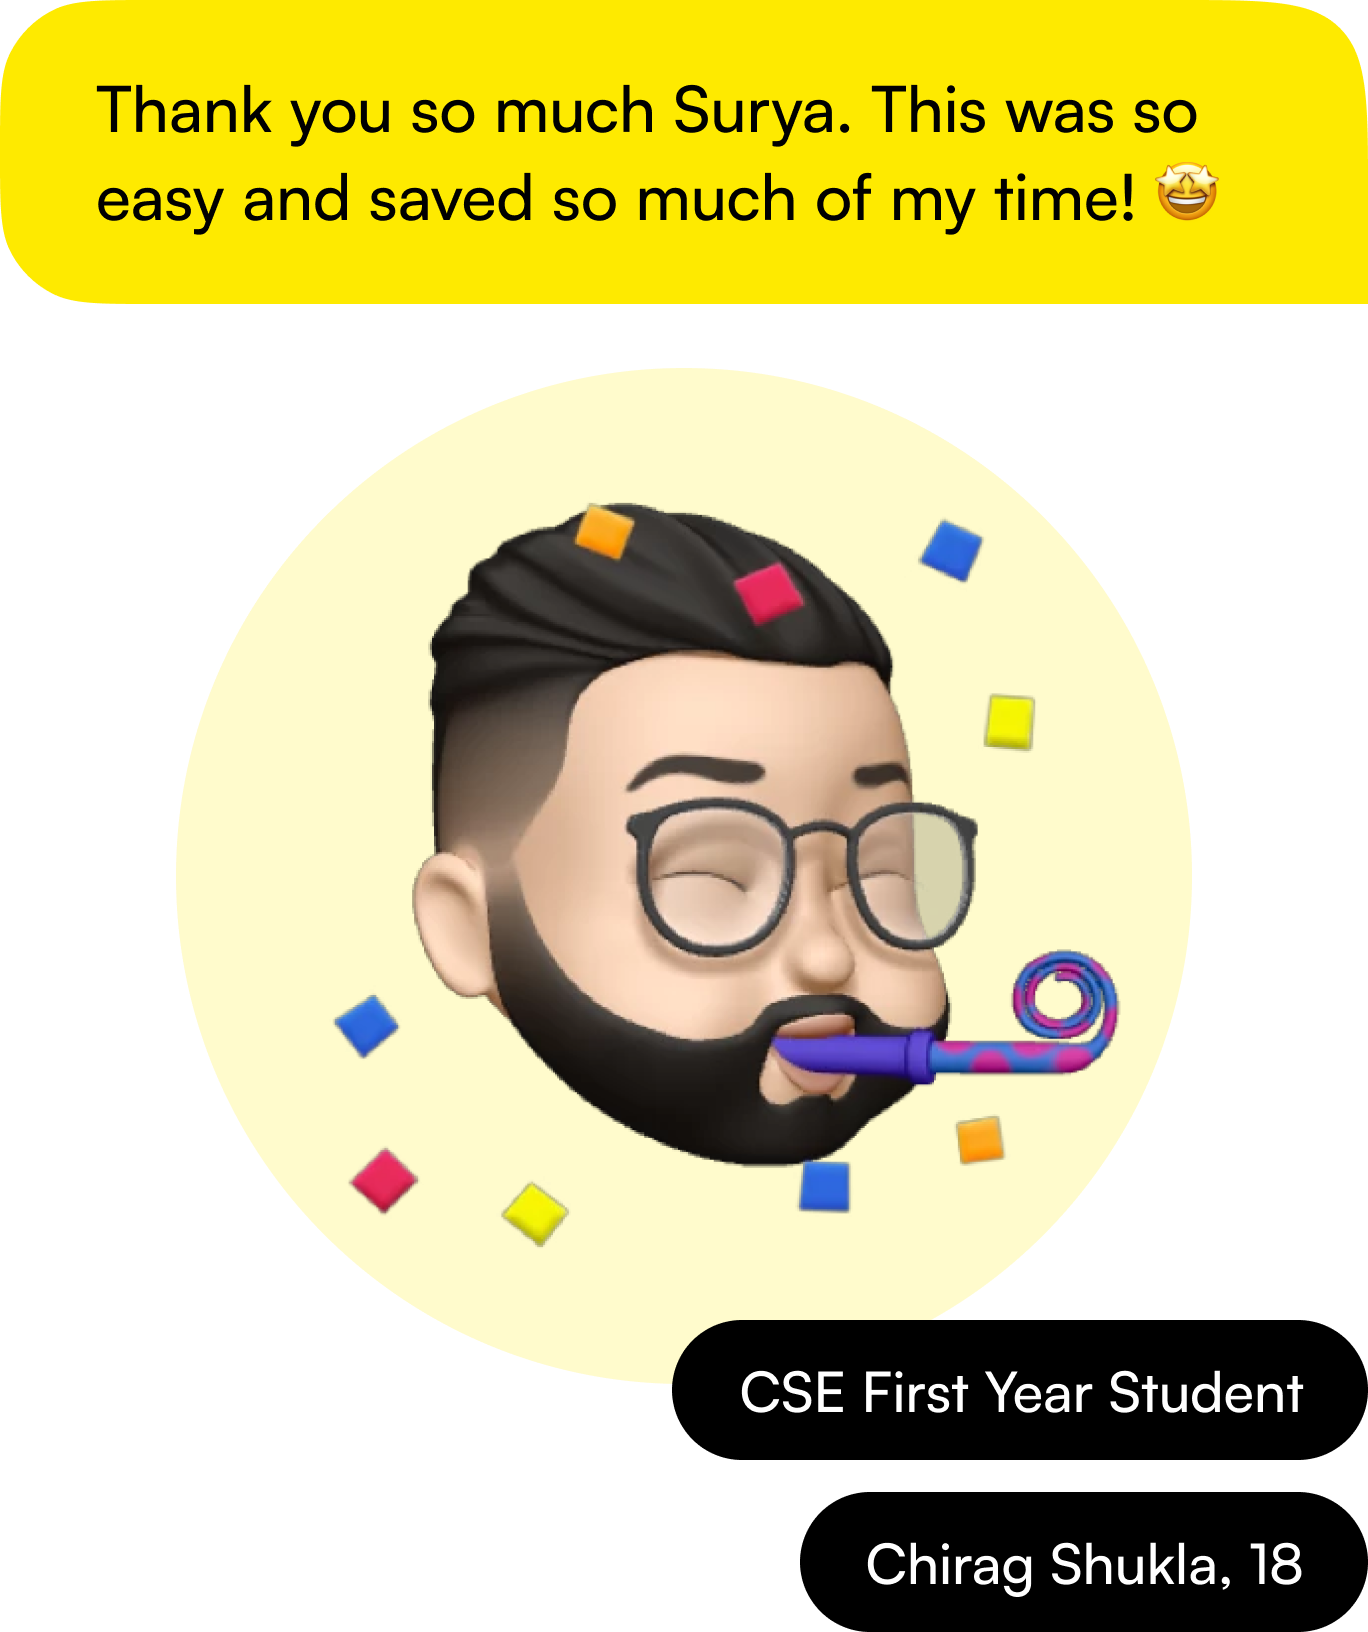 Thank you so much Surya. This was so
easy and saved so much of my time! 🤩
CSE First Year Student
Chirag Shukla, 18